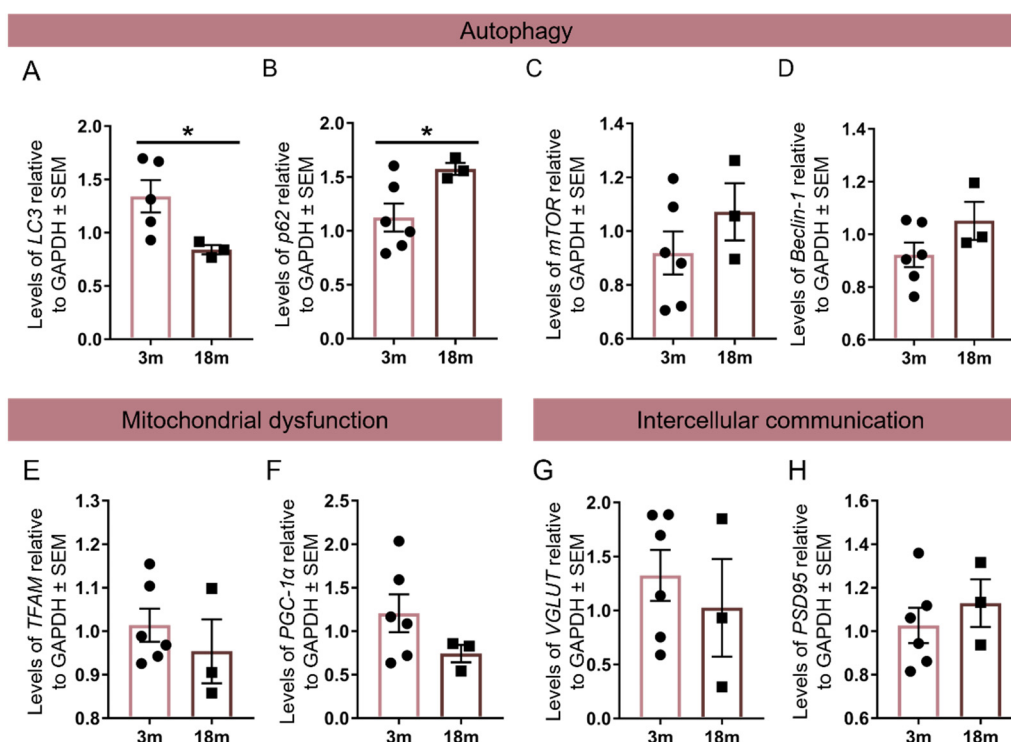 Autophagy
A
Levels of LC3 relative
to GAPDH ± SEM
2.0
1.5
1.0
0.5
0.0
*
3m 18m
B
Levels of p62 relative
to GAPDH ± SEM
2.0
1.5
1.0
0.5
0.0
*
3m 18m
C
Levels of mTOR relative
to GAPDH ± SEM
1.4
1.2
1.0
0.8
0.6
3m 18m
D
Levels of Beclin-1 relative
to GAPDH ± SEM
1.4
1.2
1.0
0.8
0.6
3m 18m
Mitochondrial dysfunction
E
Levels of TFAM relative
to GAPDH ± SEM
1.3
1.2
1.1
1.0
0.9
0.8
3m 18m
F
Levels of PGC-1α relative
to GAPDH ± SEM
2.5
2.0
1.5
1.0
0.5
0.0
3m 18m
Intercellular communication
G
Levels of VGLUT relative
to GAPDH ± SEM
2.0
1.5
1.0
0.5
0.0
3m 18m
H
Levels of PSD95 relative
to GAPDH ± SEM
1.6
1.4
1.2
1.0
0.8
0.6
3m 18m